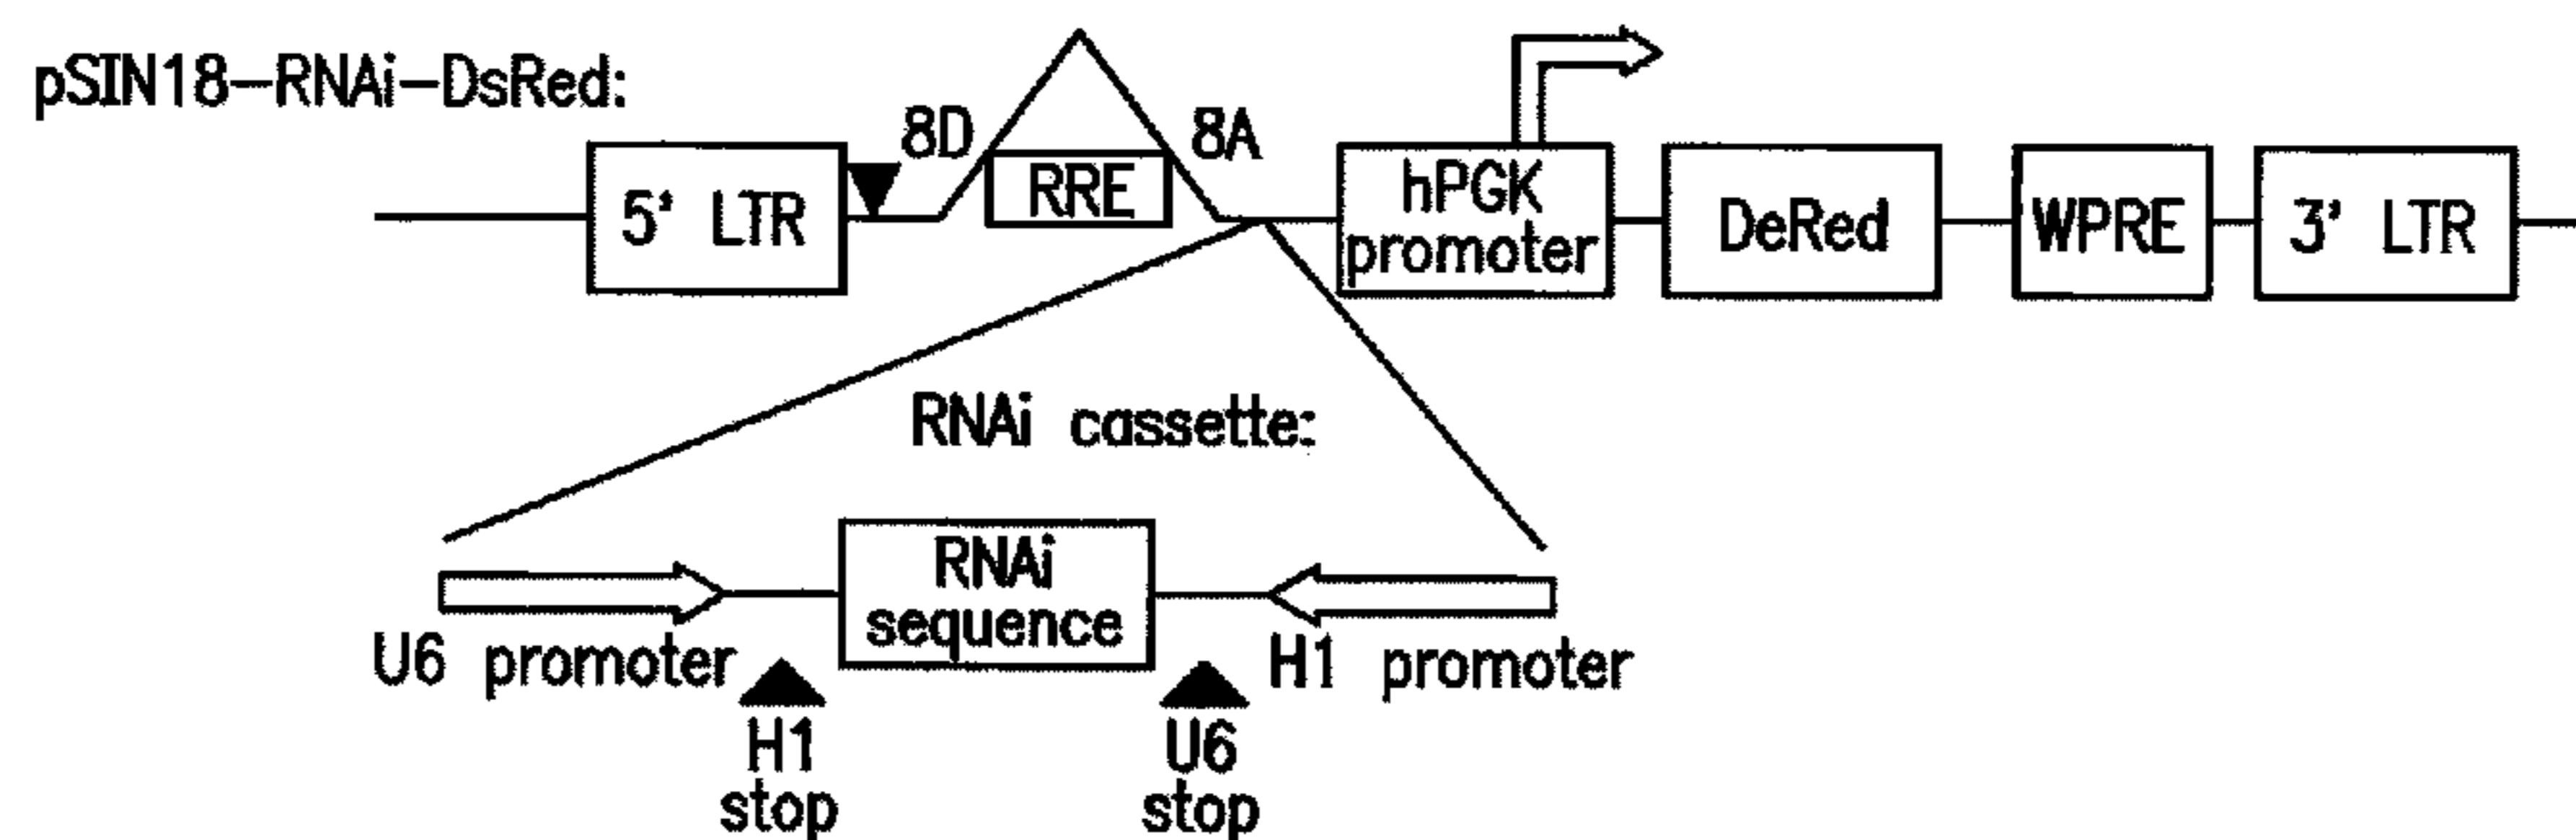 pSIN18-RNAi-DsRed:
8D
8A
5' LTR
RRE
hPGK
promoter
DeRed
WPRE
3' LTR
RNAi cassette:
RNAi
sequence
U6 promoter
H1 promoter
H1
stop
U6
stop